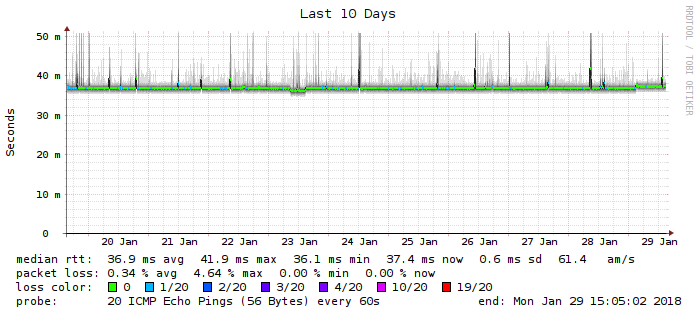 Last 10 Days
RRDTOOL / TOBI OETIKER
Seconds
50 m
40 m
30 m
20 m
10 m
0
20 Jan 21 Jan 22 Jan 23 Jan 24 Jan 25 Jan 26 Jan 27 Jan 28 Jan 29 Jan
median rtt: 36.9 ms avg 41.9 ms max 36.1 ms min 37.4 ms now 0.6 ms sd 61.4 am/s
packet loss: 0.34 % avg 4.64 % max 0.00 % min 0.00 % now
loss color: 0 1/20 2/20 3/20 4/20 10/20 19/20
probe: 20 ICMP Echo Pings (56 Bytes) every 60s end: Mon Jan 29 15:05:02 2018